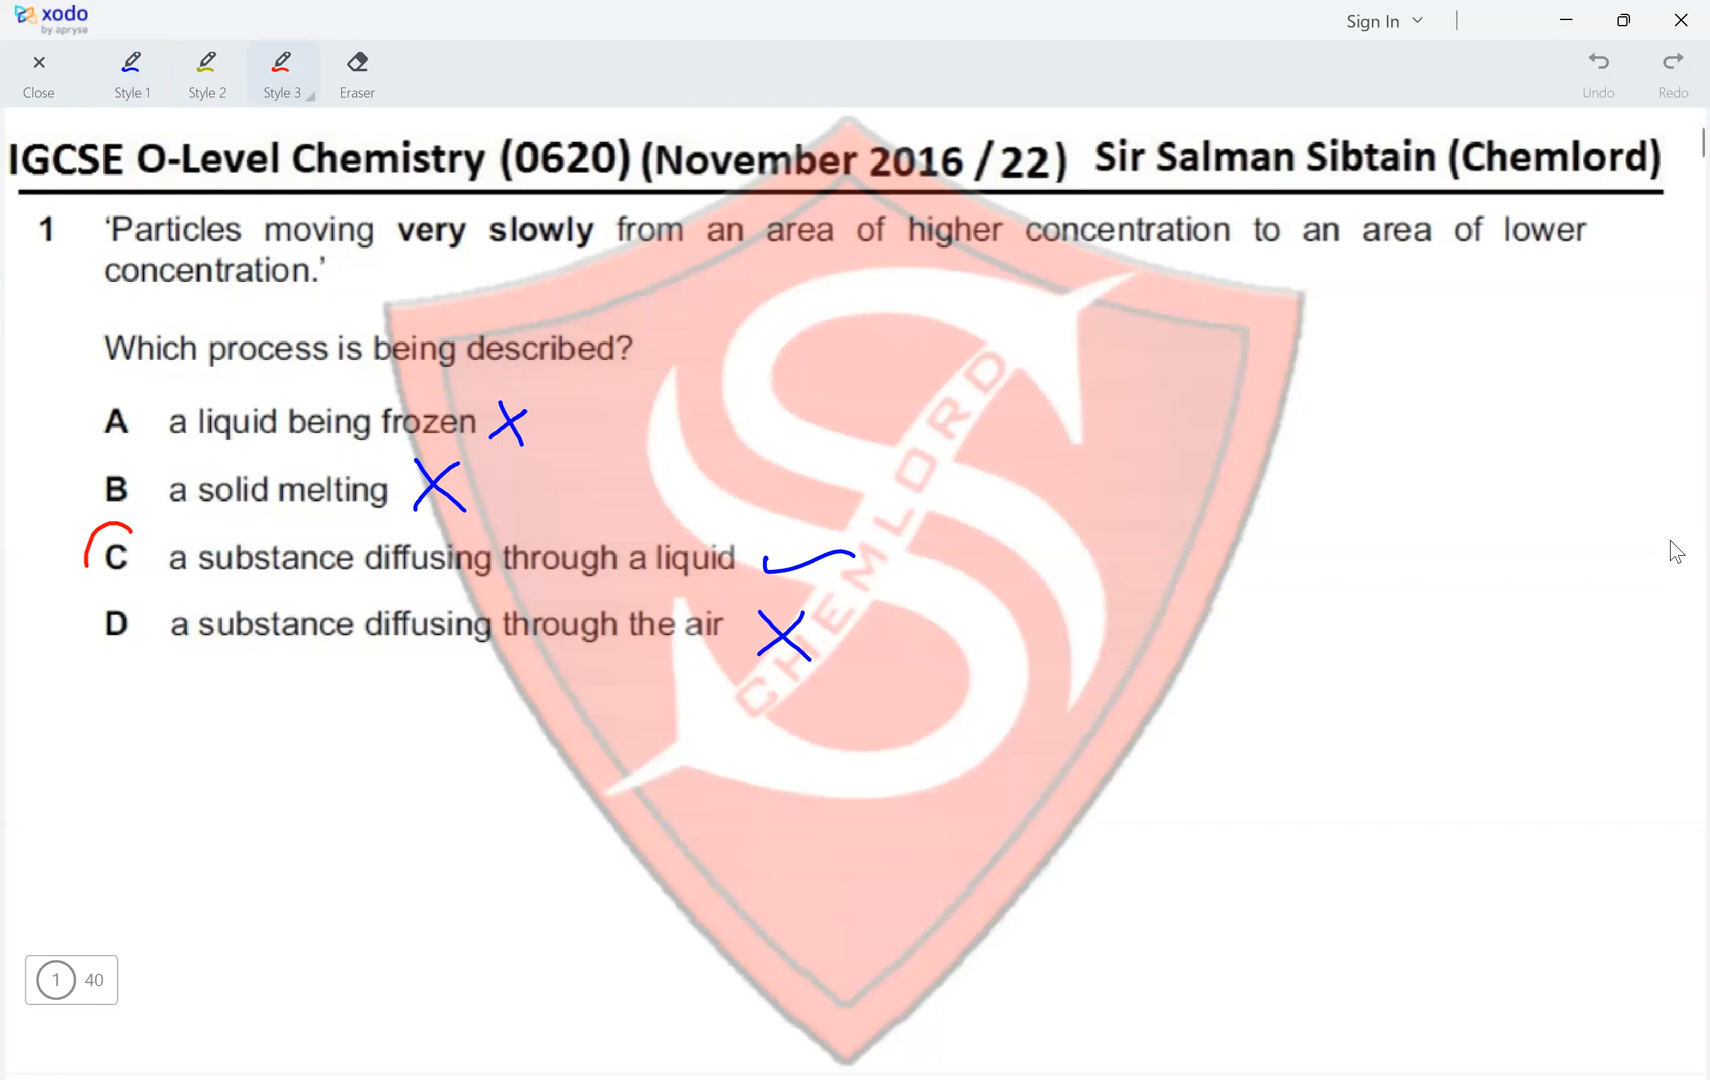 xodo
by apryse
Sign In
Close
Style 1
Style 2
Style 3
Eraser
Undo
Redo
IGCSE O-Level Chemistry (0620) (November 2016 / 22) Sir Salman Sibtain (Chemlord)
1 ‘Particles moving very slowly from an area of higher concentration to an area of lower
concentration.’
Which process is being described?
A a liquid being frozen
B a solid melting
C a substance diffusing through a liquid
D a substance diffusing through the air
CHEMLORD
1 40